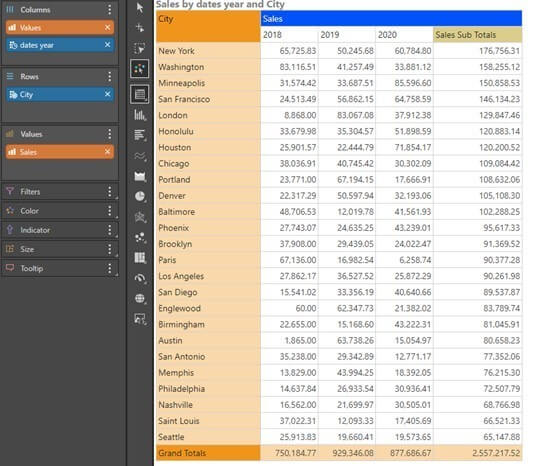 Columns
Values
dates year
Rows
City
Values
Sales
Filters
Color
Indicator
Size
Tooltip
Sales by dates year and City
City Sales
2018 2019 2020 Sales Sub Totals
New York 65,725.83 50,245.68 60,784.80 176,756.31
Washington 83,116.51 41,257.49 33,881.12 158,255.12
Minneapolis 31,574.42 33,687.51 85,596.60 150,858.53
San Francisco 24,513.49 56,862.15 64,758.59 146,134.23
London 8,868.00 83,067.08 37,912.38 129,847.46
Honolulu 33,679.98 35,304.57 51,898.59 120,883.14
Houston 25,901.57 22,444.79 71,854.17 120,200.52
Chicago 38,036.91 40,745.42 30,302.09 109,084.42
Portland 23,771.00 67,194.15 17,666.91 108,632.06
Denver 22,317.29 50,597.94 32,193.06 105,108.30
Baltimore 48,706.53 12,019.78 41,561.93 102,288.25
Phoenix 27,743.07 24,635.25 43,239.01 95,617.33
Brooklyn 37,908.00 29,439.05 24,022.47 91,369.52
Paris 67,136.00 16,982.54 6,258.74 90,377.28
Los Angeles 27,862.17 36,527.52 25,872.29 90,261.98
San Diego 15,541.02 33,356.19 40,640.66 89,537.87
Englewood 60.00 62,347.73 21,382.02 83,789.74
Birmingham 22,655.00 15,168.60 43,222.31 81,045.91
Austin 1,865.00 63,738.26 15,054.97 80,658.23
San Antonio 35,238.00 29,342.89 12,771.17 77,352.06
Memphis 13,829.00 43,994.25 18,392.05 76,215.30
Philadelphia 14,637.84 26,933.54 30,936.41 72,507.79
Nashville 16,562.00 21,699.97 30,505.01 68,766.98
Saint Louis 37,022.31 12,093.33 17,405.69 66,521.33
Seattle 25,913.83 19,660.41 19,573.65 65,147.88
Grand Totals 750,184.77 929,346.08 877,686.67 2,557,217.52